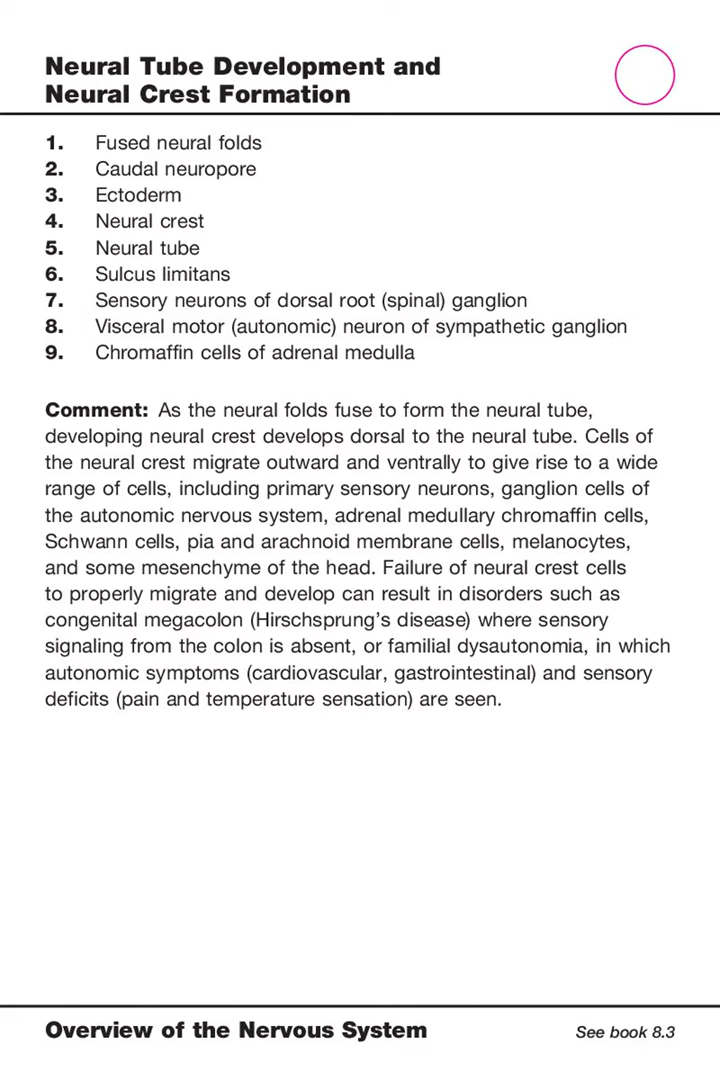 Neural Tube Development and
Neural Crest Formation
1. Fused neural folds
2. Caudal neuropore
3. Ectoderm
4. Neural crest
5. Neural tube
6. Sulcus limitans
7. Sensory neurons of dorsal root (spinal) ganglion
8. Visceral motor (autonomic) neuron of sympathetic ganglion
9. Chromaffin cells of adrenal medulla
Comment: As the neural folds fuse to form the neural tube,
developing neural crest develops dorsal to the neural tube. Cells of
the neural crest migrate outward and ventrally to give rise to a wide
range of cells, including primary sensory neurons, ganglion cells of
the autonomic nervous system, adrenal medullary chromaffin cells,
Schwann cells, pia and arachnoid membrane cells, melanocytes,
and some mesenchyme of the head. Failure of neural crest cells
to properly migrate and develop can result in disorders such as
congenital megacolon (Hirschsprung’s disease) where sensory
signaling from the colon is absent, or familial dysautonomia, in which
autonomic symptoms (cardiovascular, gastrointestinal) and sensory
deficits (pain and temperature sensation) are seen.
Overview of the Nervous System
See book 8.3